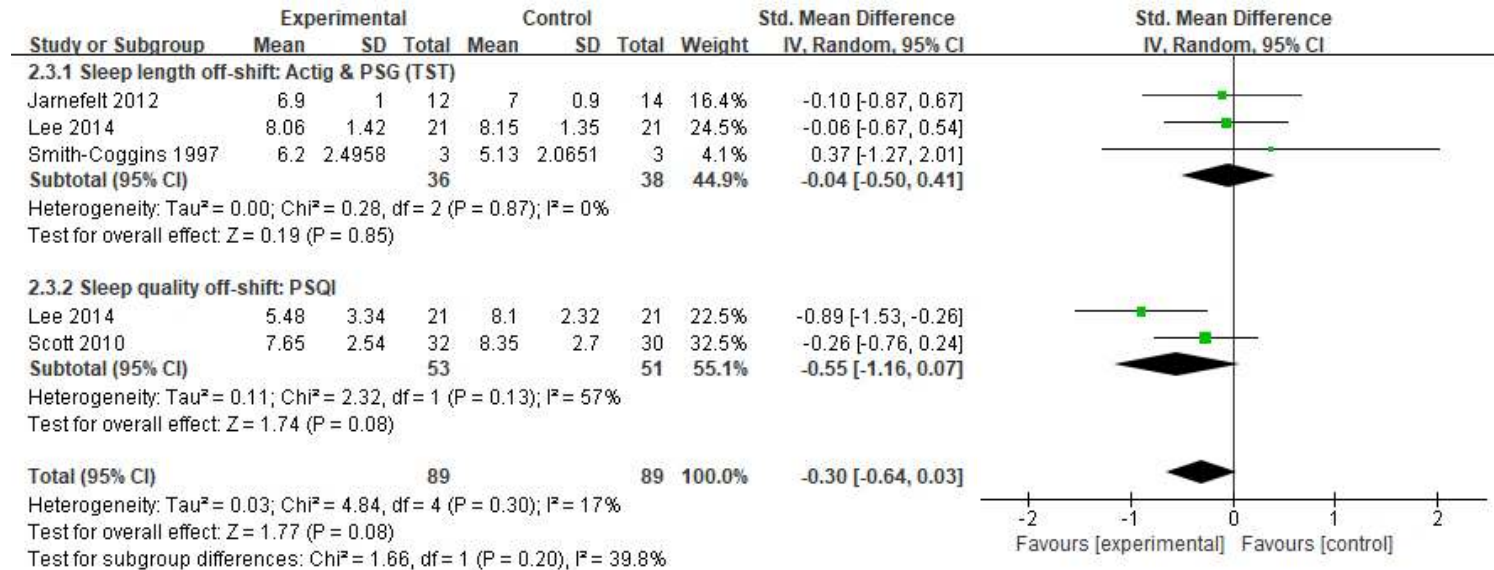 Experimental Control Std. Mean Difference Std. Mean Difference
Study or Subgroup Mean SD Total Mean SD Total Weight IV, Random, 95% CI IV, Random, 95% CI
2.3.1 Sleep length off-shift: Actig & PSG (TST)
Jarnefelt 2012 6.9 1 12 7 0.9 14 16.4% -0.10 [-0.87, 0.67]
Lee 2014 8.06 1.42 21 8.15 1.35 21 24.5% -0.06 [-0.67, 0.54]
Smith-Coggins 1997 6.2 2.4958 3 5.13 2.0651 3 4.1% 0.37 [-1.27, 2.01]
Subtotal (95% CI) 36 38 44.9% -0.04 [-0.50, 0.41]
Heterogeneity: Tau² = 0.00; Chi² = 0.28, df = 2 (P = 0.87); I² = 0%
Test for overall effect: Z = 0.19 (P = 0.85)
2.3.2 Sleep quality off-shift: PSQI
Lee 2014 5.48 3.34 21 8.1 2.32 21 22.5% -0.89 [-1.53, -0.26]
Scott 2010 7.65 2.54 32 8.35 2.7 30 32.5% -0.26 [-0.76, 0.24]
Subtotal (95% CI) 53 51 55.1% -0.55 [-1.16, 0.07]
Heterogeneity: Tau² = 0.11; Chi² = 2.32, df = 1 (P = 0.13); I² = 57%
Test for overall effect: Z = 1.74 (P = 0.08)
Total (95% CI) 89 89 100.0% -0.30 [-0.64, 0.03]
Heterogeneity: Tau² = 0.03; Chi² = 4.84, df = 4 (P = 0.30); I² = 17%
Test for overall effect: Z = 1.77 (P = 0.08)
Test for subgroup differences: Chi² = 1.66, df = 1 (P = 0.20), I² = 39.8%
-2 -1 0 1 2
Favours [experimental] Favours [control]